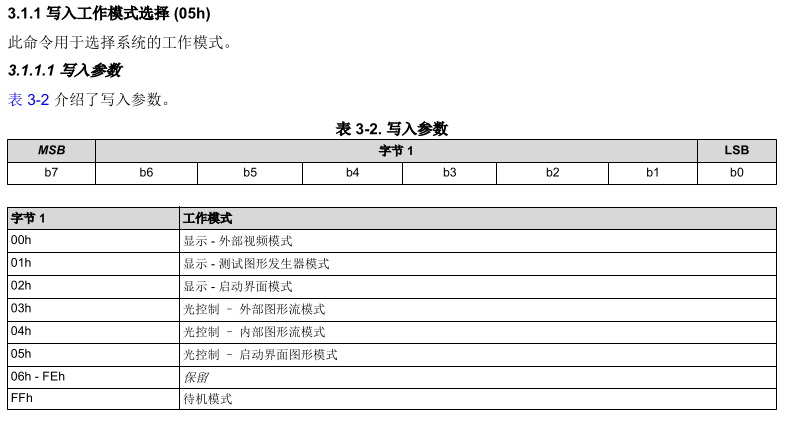 3.1.1 写入工作模式选择 (05h)
此命令用于选择系统的工作模式。
3.1.1.1 写入参数
表 3-2 介绍了写入参数。
表 3-2. 写入参数
MSB 字节 1 LSB
b7 b6 b5 b4 b3 b2 b1 b0
字节 1 工作模式
00h 显示 - 外部视频模式
01h 显示 - 测试图形发生器模式
02h 显示 - 启动界面模式
03h 光控制 – 外部图形流模式
04h 光控制 – 内部图形流模式
05h 光控制 – 启动界面图形模式
06h - FEh 保留
FFh 待机模式